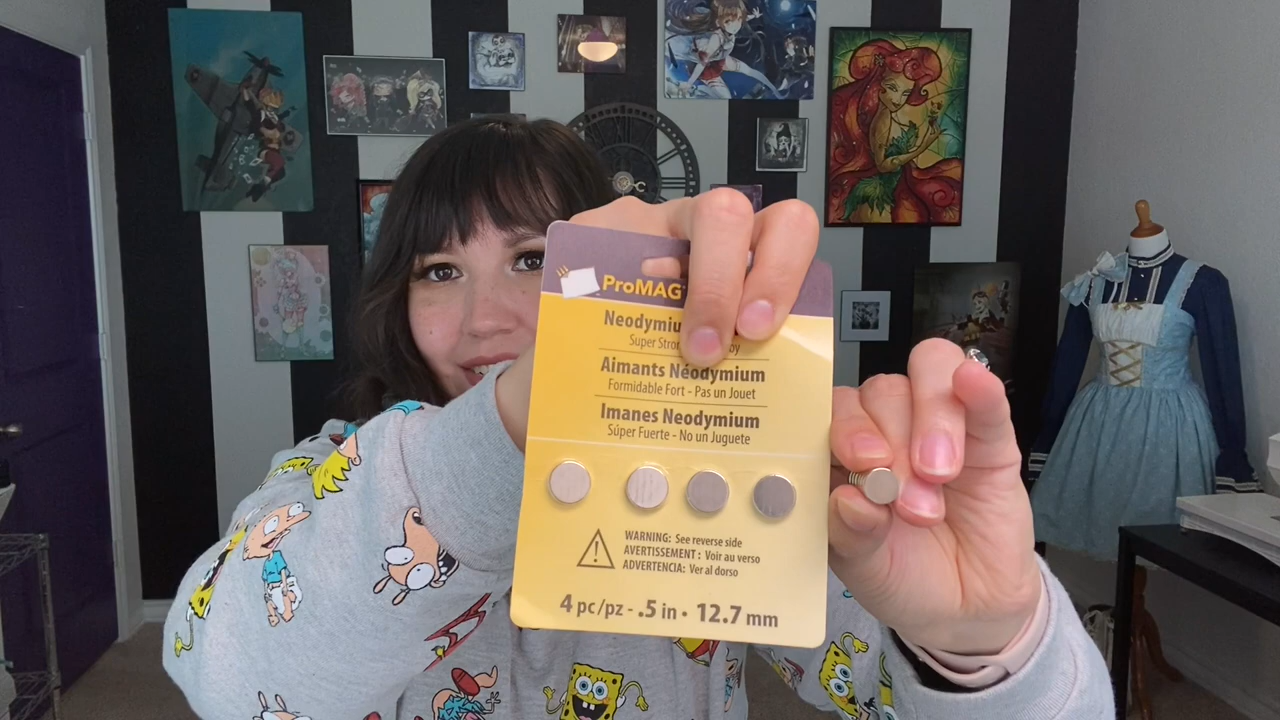 ProMAG
Super
Aimants Néodymium
Formidable Fort - Pas un Jouet
Imanes Neodymium
Súper Fuerte - No un Juguete
WARNING: See reverse side
AVERTISSEMENT : Voir au verso
ADVERTENCIA: Ver al dorso
4 pc/pz - .5 in • 12.7 mm